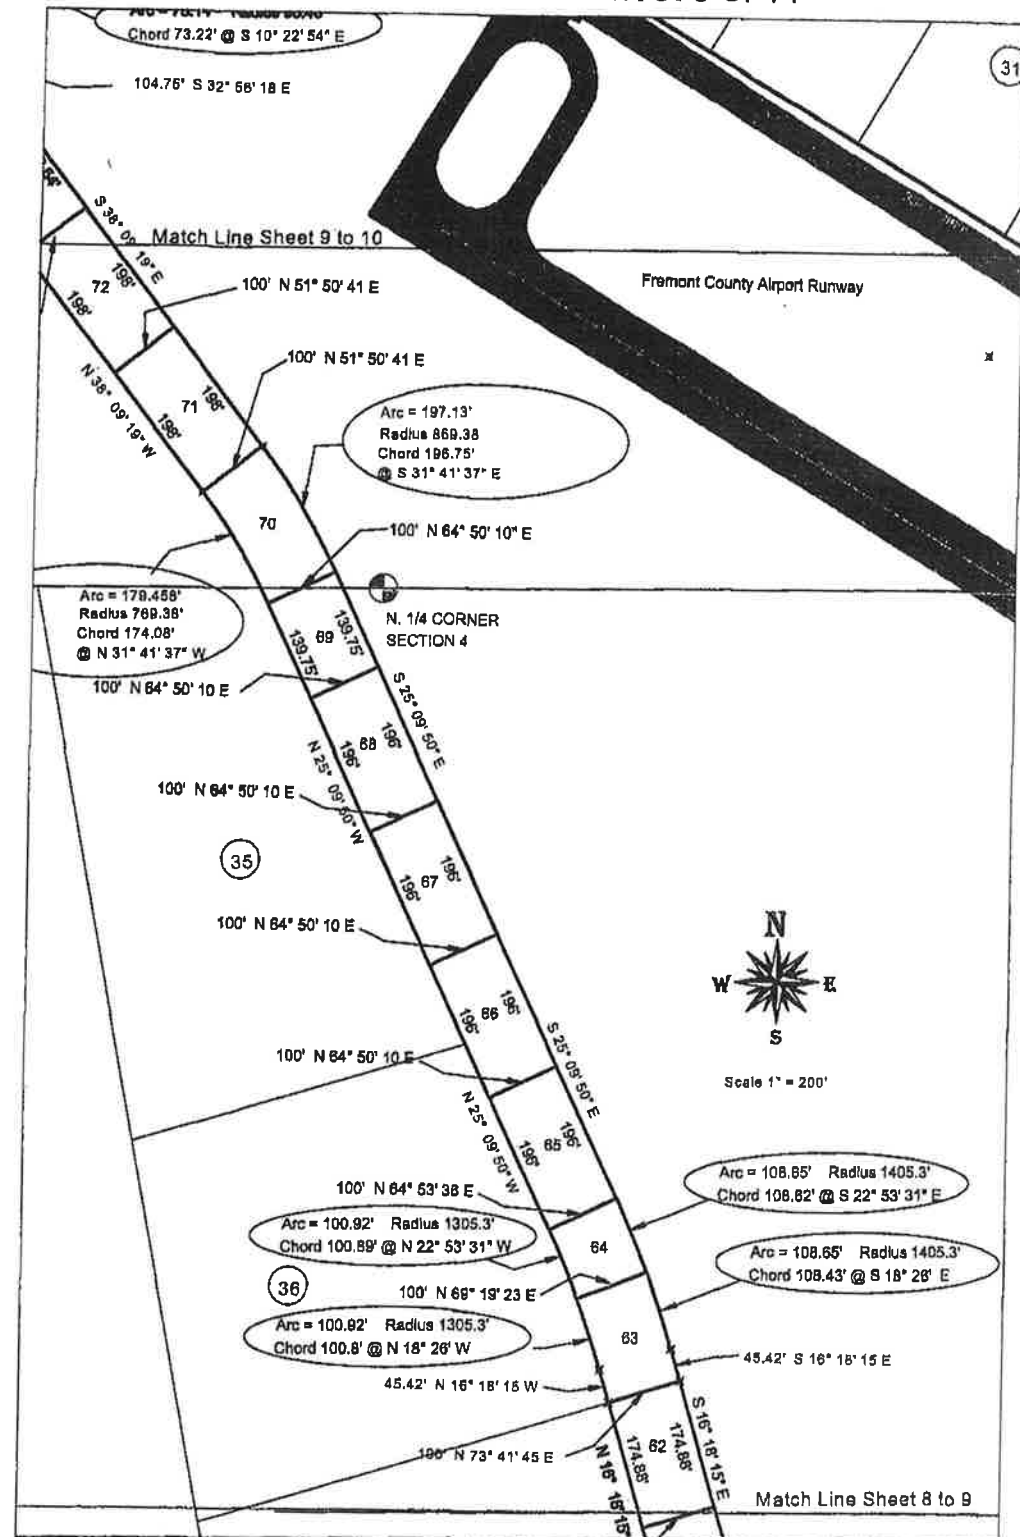 Chord 73.22' @ S 10° 22' 54" E
31
104.75' S 32° 56' 18 E
S 38° 09' 19" E
Match Line Sheet 9 to 10
72
198'
198'
100' N 51° 50' 41 E
Fremont County Airport Runway
100' N 51° 50' 41 E
N 38° 09' 19" W
71
198'
198'
Arc = 197.13'
Radius 869.38
Chord 196.75'
@ S 31° 41' 37" E
70
100' N 64° 50' 10" E
Arc = 179.458'
Radius 769.38'
Chord 174.08'
@ N 31° 41' 37" W
N. 1/4 CORNER
SECTION 4
69
139.75'
139.75'
100' N 64° 50' 10 E
S 25° 09' 50" E
68
196'
196'
N 25° 09' 50" W
100' N 64° 50' 10 E
35
67
196'
196'
100' N 64° 50' 10 E
N
W E
S
66
196'
196'
S 25° 09' 50" E
100' N 64° 50' 10 E
Scale 1" = 200'
N 25° 09' 50" W
65
196'
196'
Arc = 108.65' Radius 1405.3'
Chord 108.62' @ S 22° 53' 31" E
100' N 64° 53' 38 E
Arc = 100.92' Radius 1305.3'
Chord 100.89' @ N 22° 53' 31" W
64
Arc = 108.65' Radius 1405.3'
Chord 108.43' @ S 18° 26' E
36
100' N 69° 19' 23 E
Arc = 100.92' Radius 1305.3'
Chord 100.8' @ N 18° 26' W
63
45.42' S 16° 18' 15 E
45.42' N 16° 18' 15 W
S 16° 18' 15" E
62
174.88'
174.88'
100' N 73° 41' 45 E
N 16° 18' 15"
Match Line Sheet 8 to 9